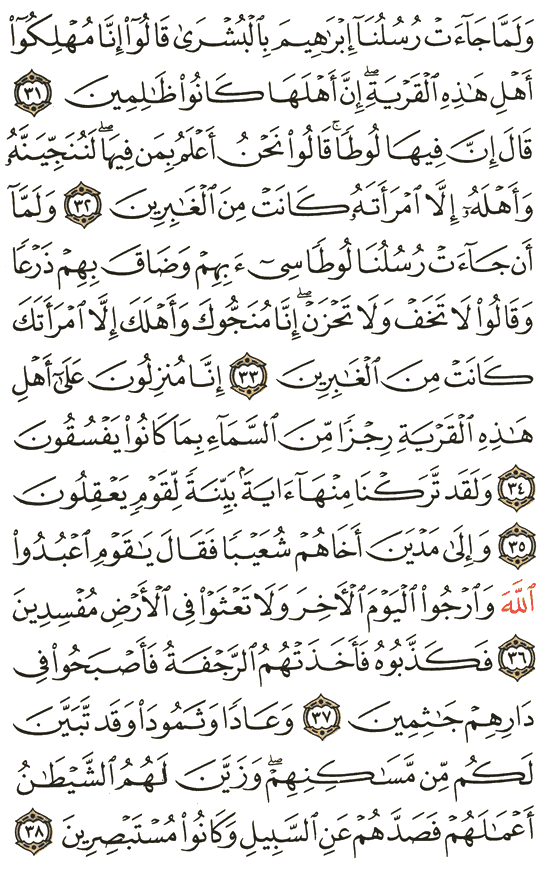 وَلَمَّا جَآءَتْ رُسُلُنَآ إِبْرَٰهِيمَ بِٱلْبُشْرَىٰ قَالُوٓا۟ إِنَّا مُهْلِكُوٓا۟
أَهْلِ هَٰذِهِ ٱلْقَرْيَةِ ۖ إِنَّ أَهْلَهَا كَانُوا۟ ظَٰلِمِينَ ٣١
قَالَ إِنَّ فِيهَا لُوطًا ۚ قَالُوا۟ نَحْنُ أَعْلَمُ بِمَن فِيهَا ۖ لَنُنَجِّيَنَّهُۥ
وَأَهْلَهُۥٓ إِلَّا ٱمْرَأَتَهُۥ كَانَتْ مِنَ ٱلْغَٰبِرِينَ ٣٢ وَلَمَّآ
أَن جَآءَتْ رُسُلُنَا لُوطًا سِىٓءَ بِهِمْ وَضَاقَ بِهِمْ ذَرْعًا
وَقَالُوا۟ لَا تَخَفْ وَلَا تَحْزَنْ ۖ إِنَّا مُنَجُّوكَ وَأَهْلَكَ إِلَّا ٱمْرَأَتَكَ
كَانَتْ مِنَ ٱلْغَٰبِرِينَ ٣٣ إِنَّا مُنزِلُونَ عَلَىٰٓ أَهْلِ
هَٰذِهِ ٱلْقَرْيَةِ رِجْزًا مِّنَ ٱلسَّمَآءِ بِمَا كَانُوا۟ يَفْسُقُونَ
٣٤ وَلَقَد تَّرَكْنَا مِنْهَآ ءَايَةًۢ بَيِّنَةً لِّقَوْمٍ يَعْقِلُونَ
٣٥ وَإِلَىٰ مَدْيَنَ أَخَاهُمْ شُعَيْبًا فَقَالَ يَٰقَوْمِ ٱعْبُدُوا۟
ٱللَّهَ وَٱرْجُوا۟ ٱلْيَوْمَ ٱلْءَاخِرَ وَلَا تَعْثَوْا۟ فِى ٱلْأَرْضِ مُفْسِدِينَ
٣٦ فَكَذَّبُوهُ فَأَخَذَتْهُمُ ٱلرَّجْفَةُ فَأَصْبَحُوا۟ فِى
دَارِهِمْ جَٰثِمِينَ ٣٧ وَعَادًا وَثَمُودَا۟ وَقَد تَّبَيَّنَ
لَكُم مِّن مَّسَٰكِنِهِمْ ۖ وَزَيَّنَ لَهُمُ ٱلشَّيْطَٰنُ
أَعْمَٰلَهُمْ فَصَدَّهُمْ عَنِ ٱلسَّبِيلِ وَكَانُوا۟ مُسْتَبْصِرِينَ ٣٨